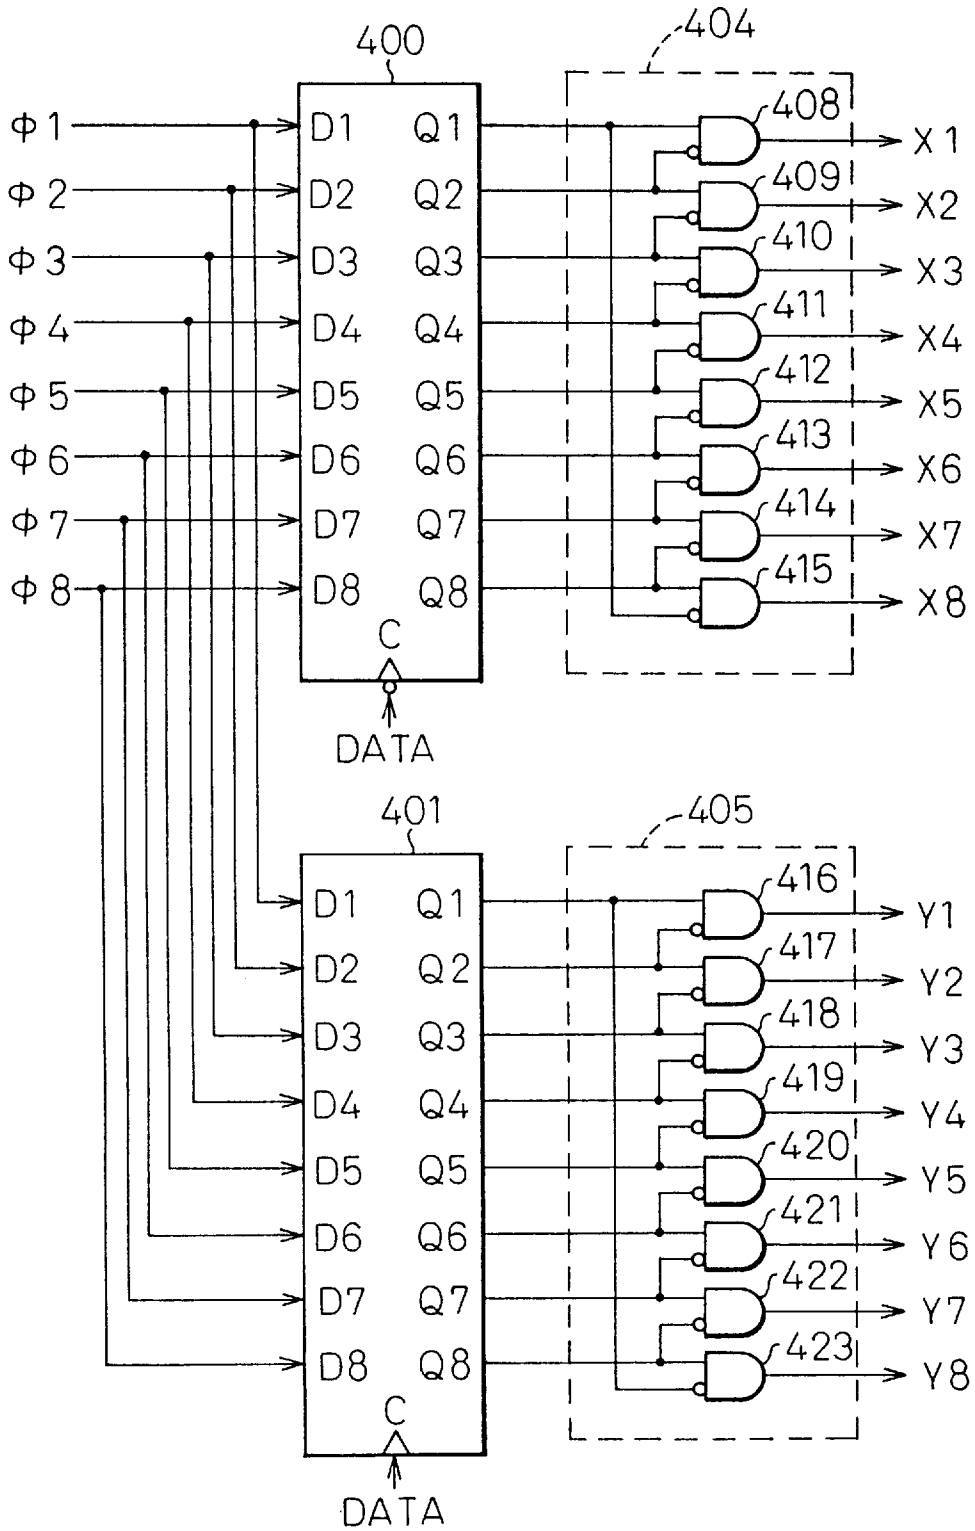 400
404
Φ1 D1 Q1 408 X1
Φ2 D2 Q2 409 X2
Φ3 D3 Q3 410 X3
Φ4 D4 Q4 411 X4
Φ5 D5 Q5 412 X5
Φ6 D6 Q6 413 X6
Φ7 D7 Q7 414 X7
Φ8 D8 Q8 415 X8
C
DATA
401
405
D1 Q1 416 Y1
D2 Q2 417 Y2
D3 Q3 418 Y3
D4 Q4 419 Y4
D5 Q5 420 Y5
D6 Q6 421 Y6
D7 Q7 422 Y7
D8 Q8 423 Y8
C
DATA